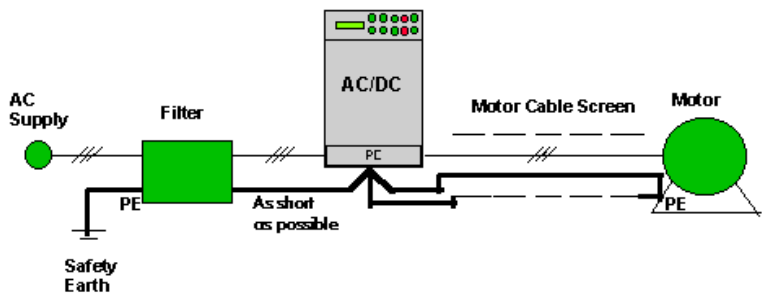 AC/DC
AC
Supply
Filter
Motor Cable Screen
Motor
PE
PE
As short
as possible
PE
Safety
Earth